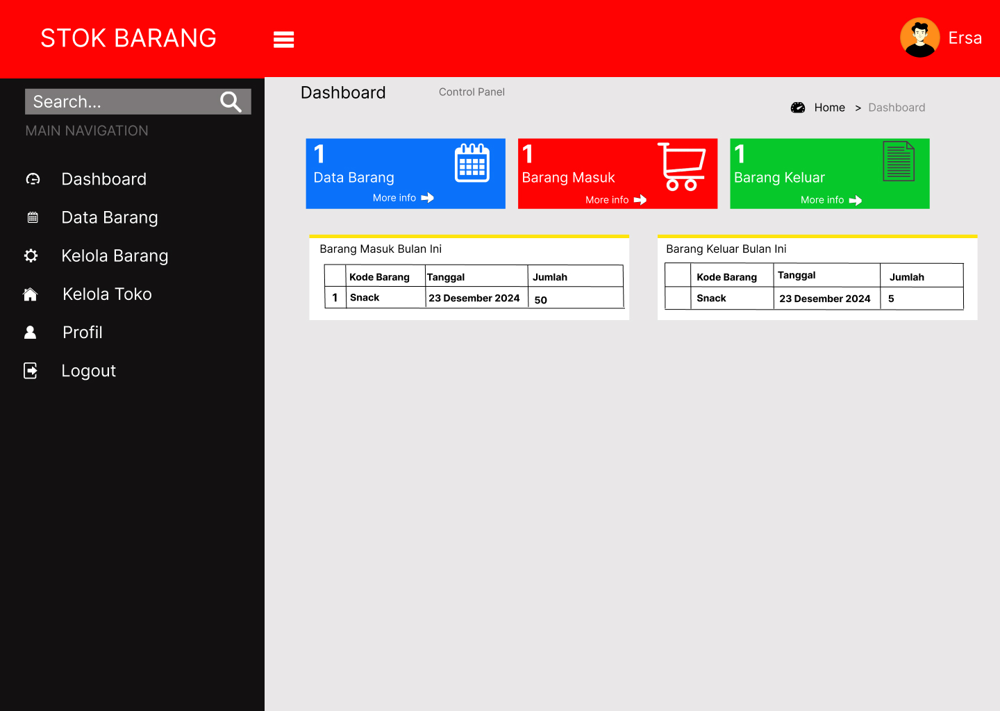 STOK BARANG
Ersa
Search...
MAIN NAVIGATION
Dashboard
Data Barang
Kelola Barang
Kelola Toko
Profil
Logout
Dashboard Control Panel
Home > Dashboard
1
Data Barang
More info
1
Barang Masuk
More info
1
Barang Keluar
More info
Barang Masuk Bulan Ini
Kode Barang Tanggal Jumlah
1 Snack 23 Desember 2024 50
Barang Keluar Bulan Ini
Kode Barang Tanggal Jumlah
Snack 23 Desember 2024 5